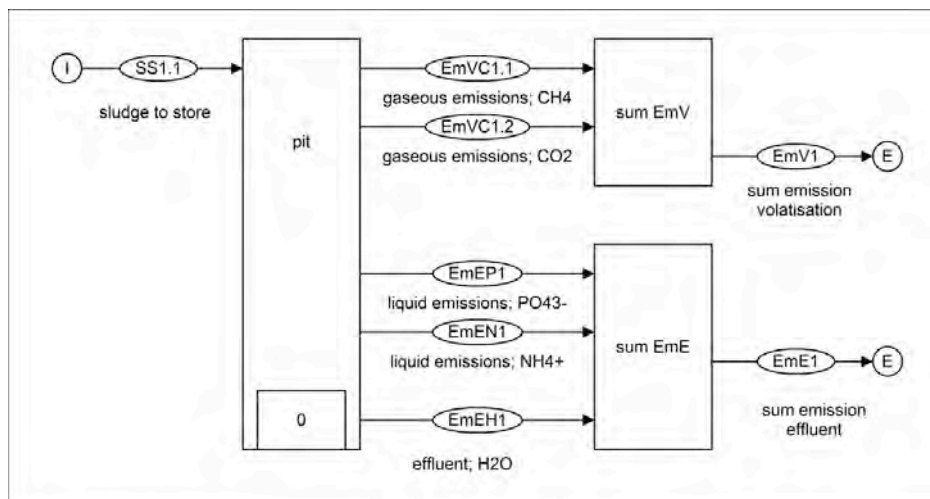 I
SS1.1
sludge to store
pit
0
EmVC1.1
gaseous emissions; CH4
EmVC1.2
gaseous emissions; CO2
sum EmV
EmV1
E
sum emission
volatisation
EmEP1
liquid emissions; PO43-
EmEN1
liquid emissions; NH4+
EmEH1
effluent; H2O
sum EmE
EmE1
E
sum emission
effluent